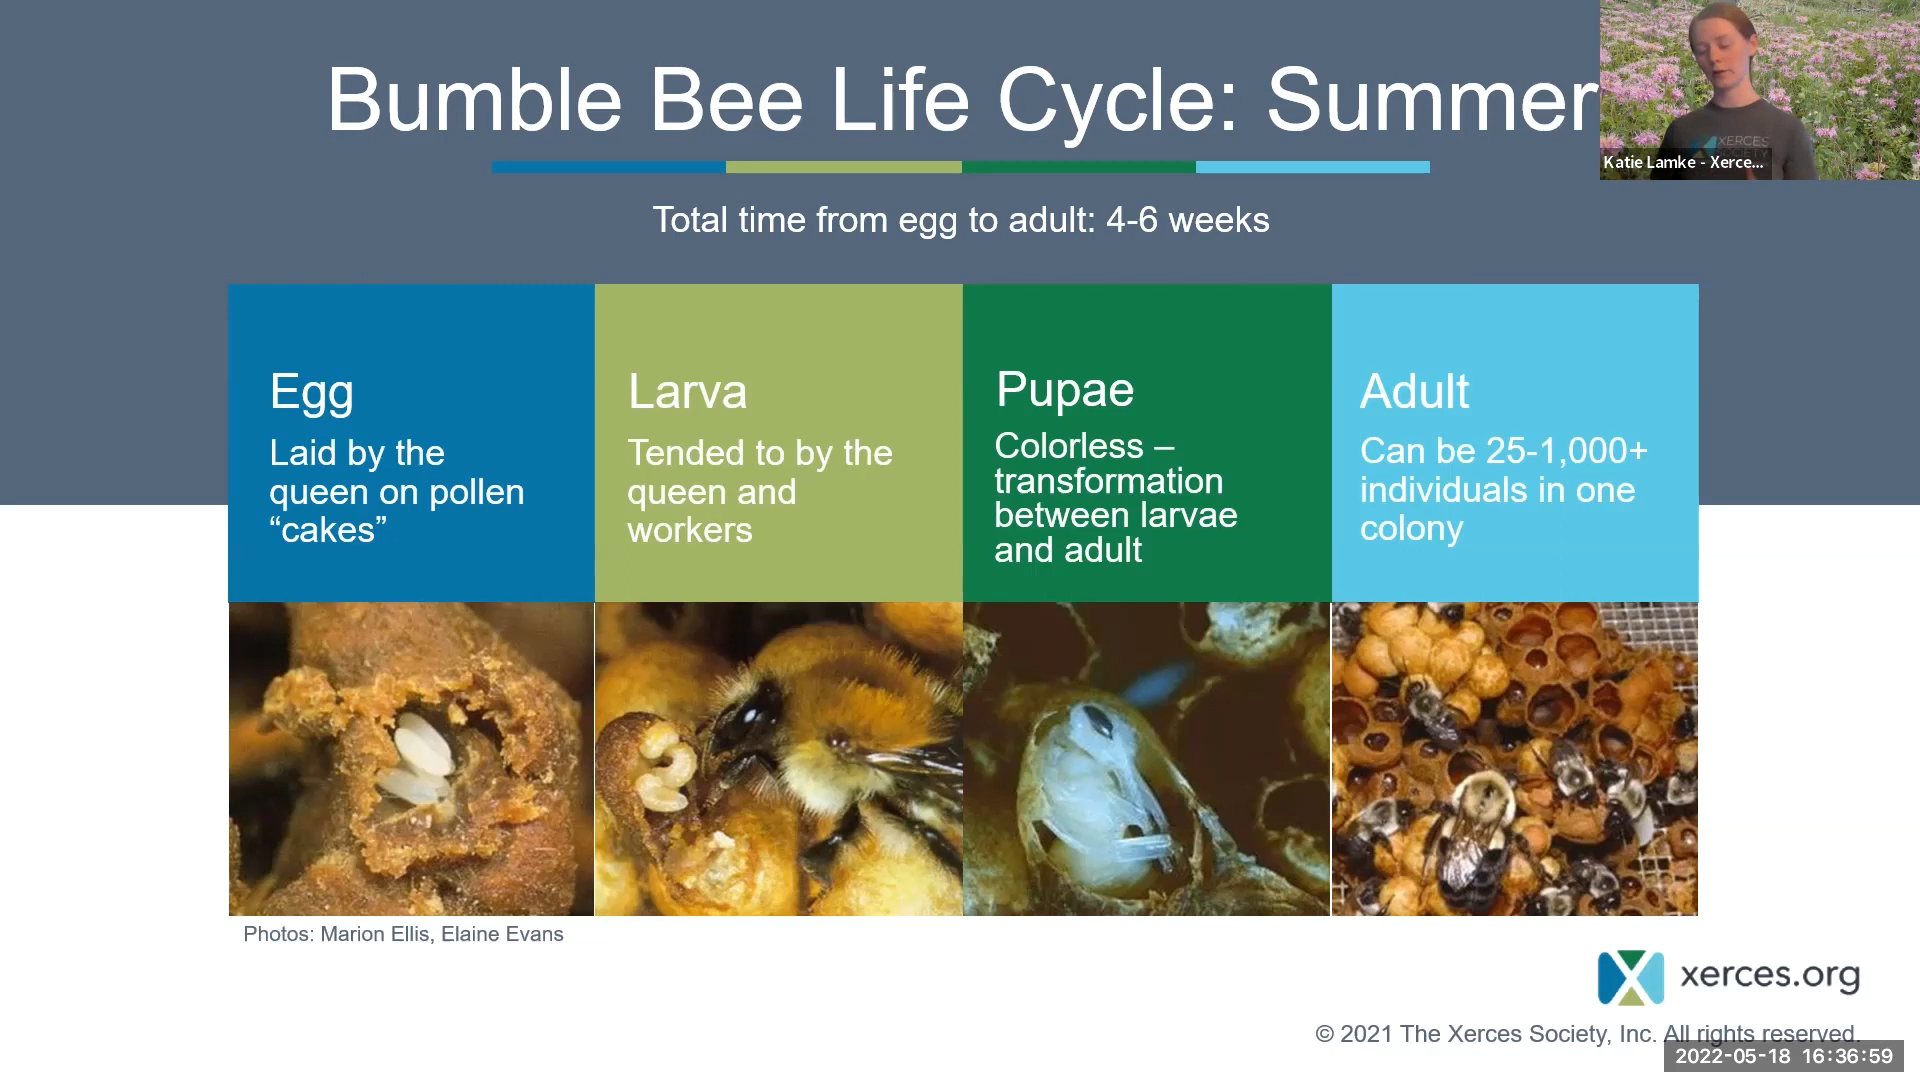 Bumble Bee Life Cycle: Summer
XERCES
SOCIETY
Katie Lamke - Xerce...
Total time from egg to adult: 4-6 weeks
Egg
Laid by the
queen on pollen
“cakes”
Larva
Tended to by the
queen and
workers
Pupae
Colorless –
transformation
between larvae
and adult
Adult
Can be 25-1,000+
individuals in one
colony
Photos: Marion Ellis, Elaine Evans
xerces.org
© 2021 The Xerces Society, Inc. All rights reserved.
2022-05-18 16:36:59